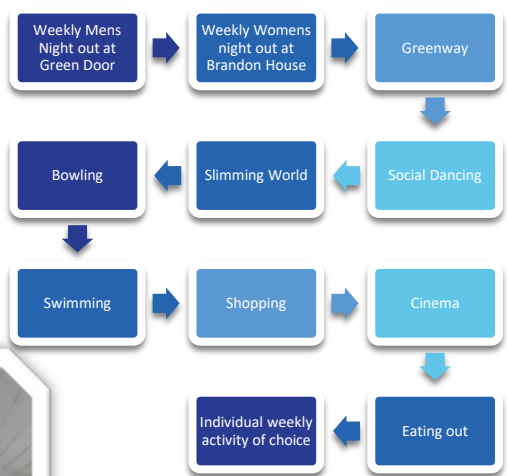 Weekly Mens
Night out at
Green Door
Weekly Womens
night out at
Brandon House
Greenway
Social Dancing
Slimming World
Bowling
Swimming
Shopping
Cinema
Eating out
Individual weekly
activity of choice